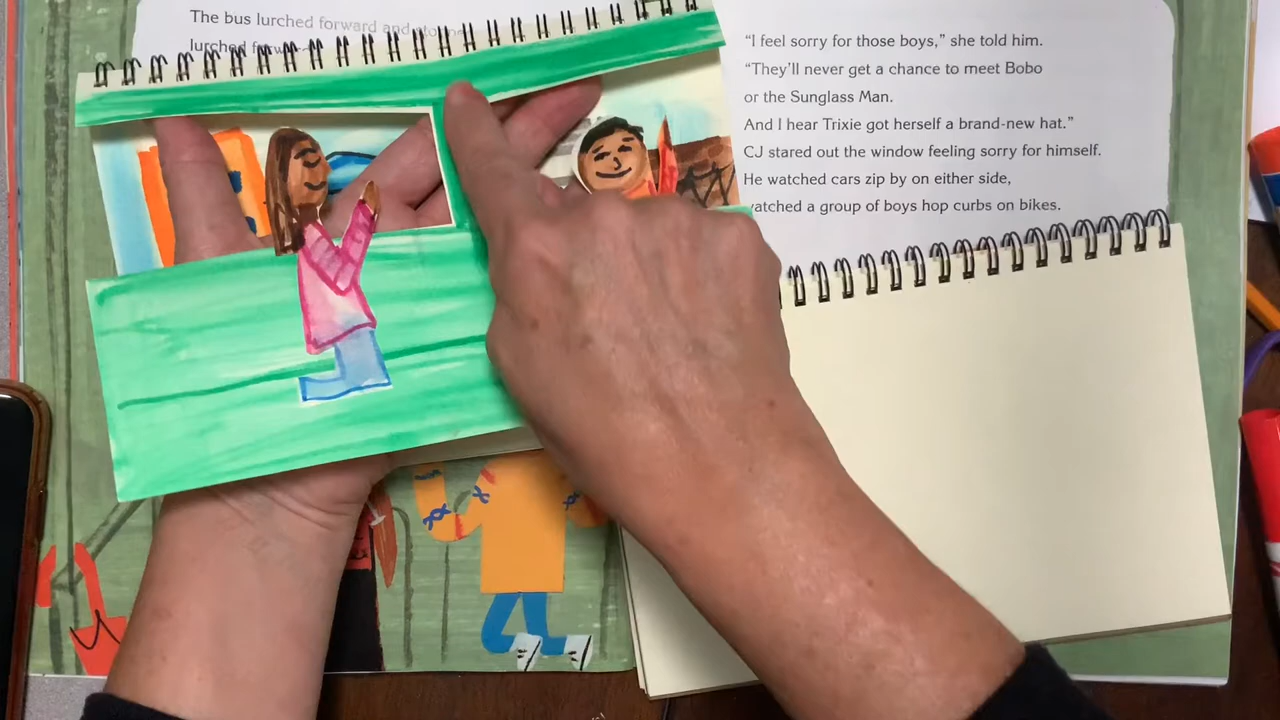 The bus lurched forward and
lurched
“I feel sorry for those boys,” she told him.
“They’ll never get a chance to meet Bobo
or the Sunglass Man.
And I hear Trixie got herself a brand-new hat.”
CJ stared out the window feeling sorry for himself.
He watched cars zip by on either side,
watched a group of boys hop curbs on bikes.